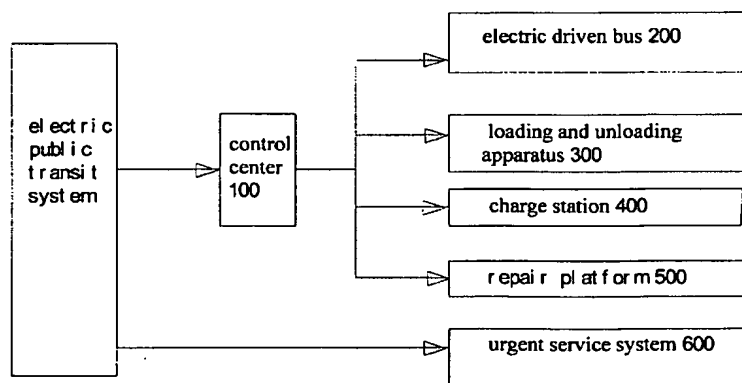 electric
public
transit
system
control
center
100
electric driven bus 200
loading and unloading
apparatus 300
charge station 400
repair platform 500
urgent service system 600